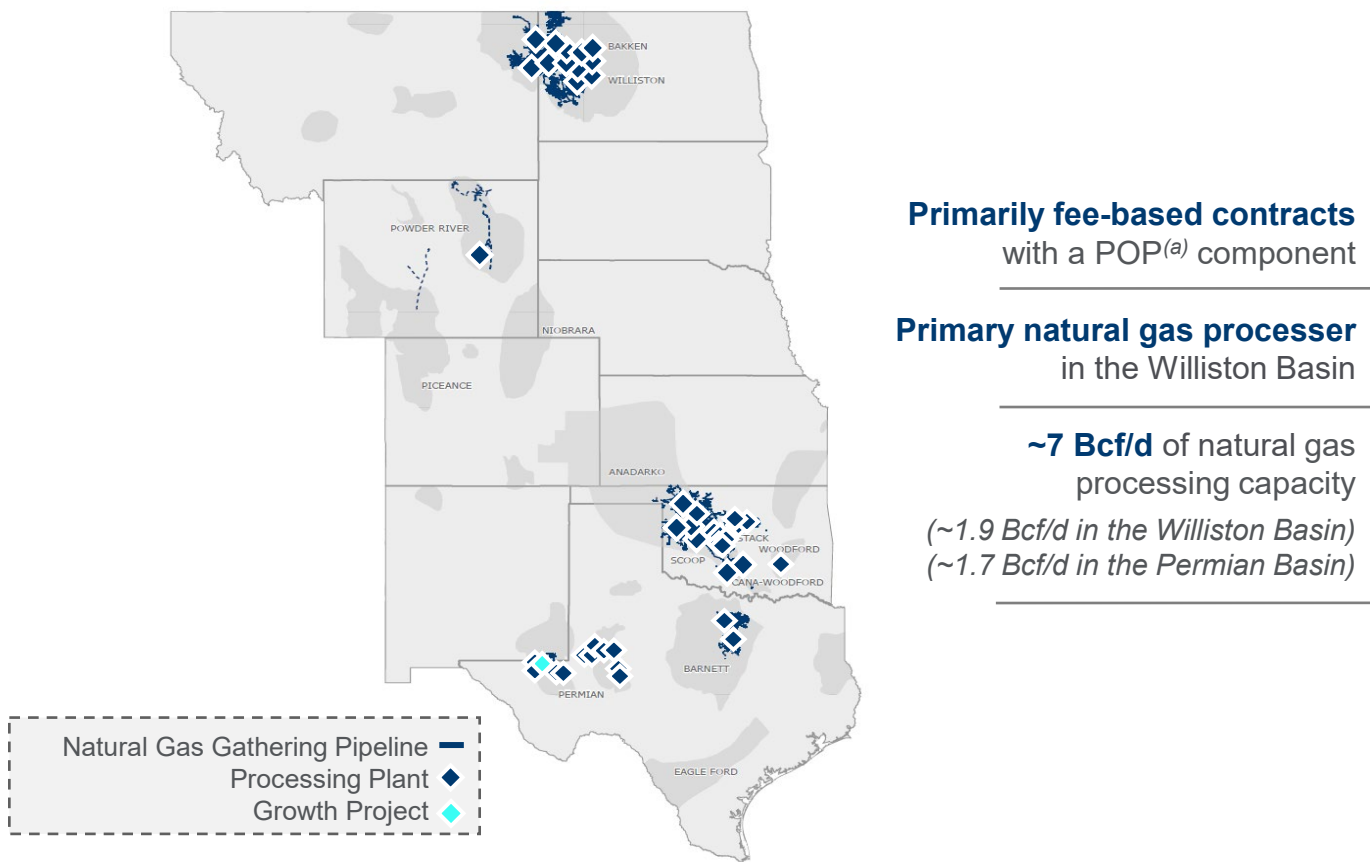 BAKKEN
WILLISTON
POWDER RIVER
NIOBRARA
PICEANCE
ANADARKO
STACK
WOODFORD
SCOOP
CANA-WOODFORD
BARNETT
PERMIAN
EAGLE FORD
Natural Gas Gathering Pipeline
Processing Plant
Growth Project
Primarily fee-based contracts
with a POP(a) component
Primary natural gas processer
in the Williston Basin
~7 Bcf/d of natural gas
processing capacity
(~1.9 Bcf/d in the Williston Basin)
(~1.7 Bcf/d in the Permian Basin)